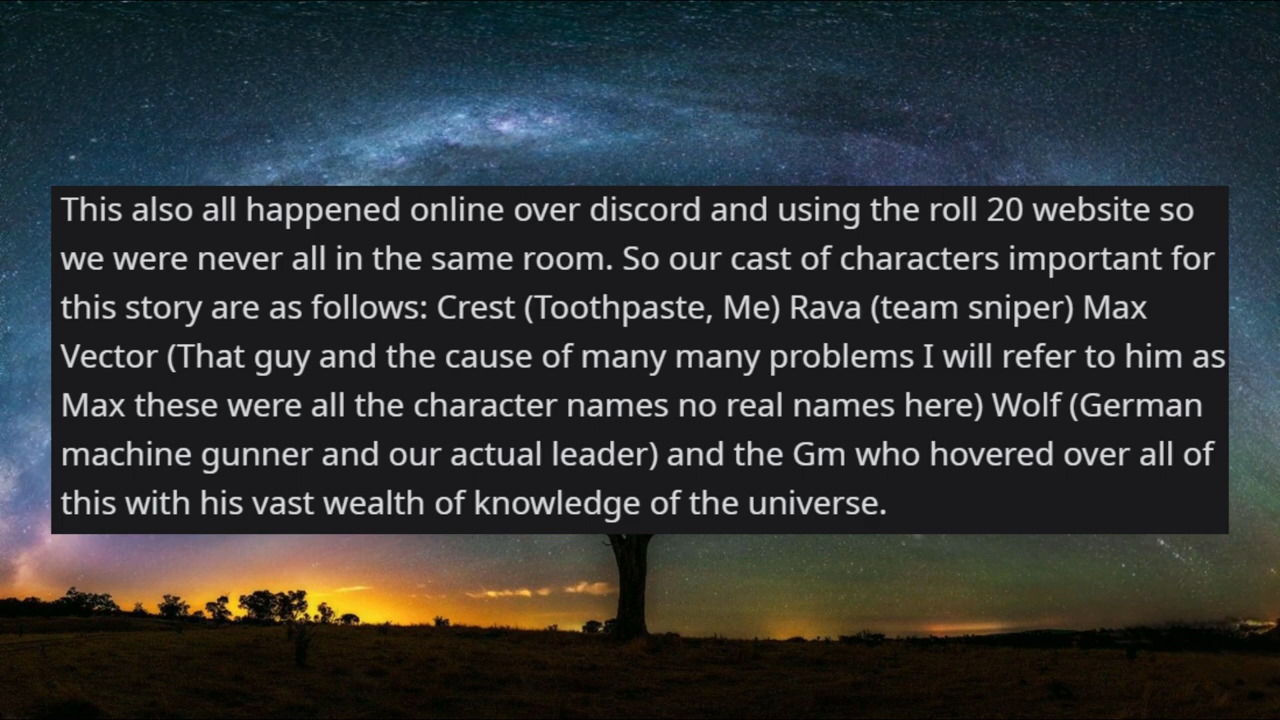 This also all happened online over discord and using the roll 20 website so
we were never all in the same room. So our cast of characters important for
this story are as follows: Crest (Toothpaste, Me) Rava (team sniper) Max
Vector (That guy and the cause of many many problems I will refer to him as
Max these were all the character names no real names here) Wolf (German
machine gunner and our actual leader) and the Gm who hovered over all of
this with his vast wealth of knowledge of the universe.